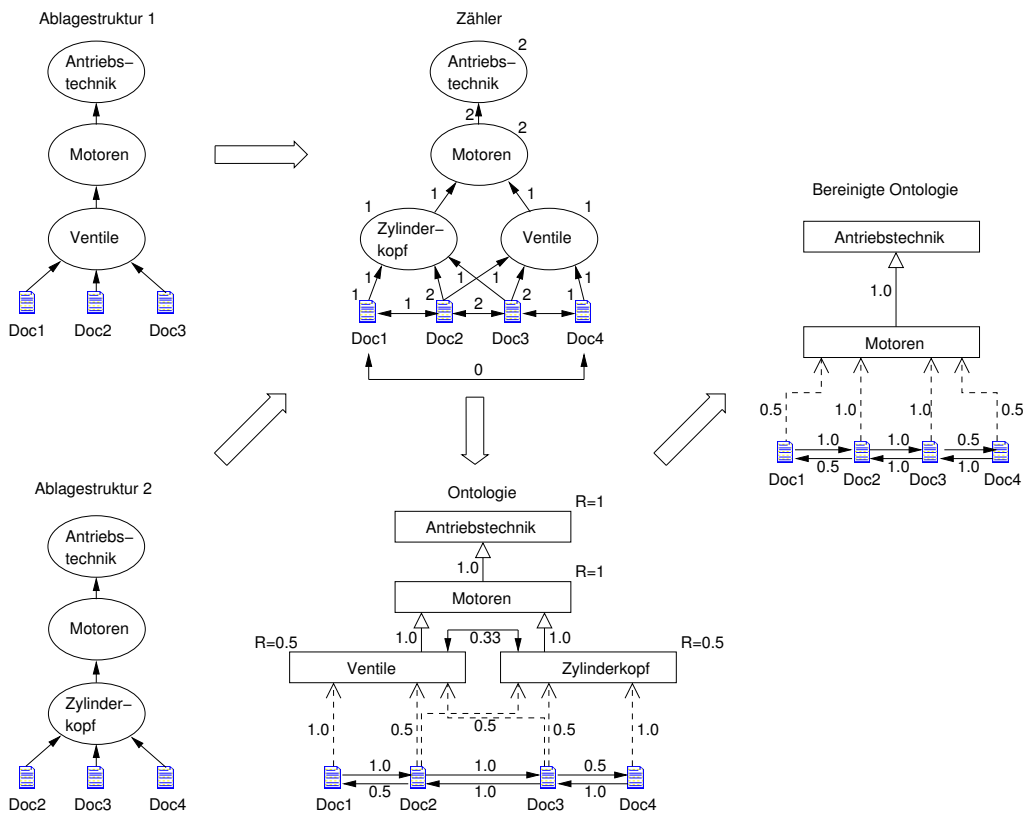 Ablagestruktur 1
Antriebs–
technik
Motoren
Ventile
Doc1 Doc2 Doc3
Zähler
2
Antriebs–
technik
2
2
Motoren
1 1
1 1
Zylinder–
kopf
Ventile
1 1 1 1 1 1
1 1 2 2 2 1
Doc1 Doc2 Doc3 Doc4
0
Bereinigte Ontologie
Antriebstechnik
1.0
Motoren
0.5 1.0 1.0 0.5
1.0 1.0 0.5
0.5 1.0 1.0
Doc1 Doc2 Doc3 Doc4
Ablagestruktur 2
Antriebs–
technik
Motoren
Zylinder–
kopf
Doc2 Doc3 Doc4
Ontologie
R=1
Antriebstechnik
1.0
R=1
Motoren
1.0 0.33 1.0
R=0.5 R=0.5
Ventile Zylinderkopf
1.0 0.5 0.5 0.5 1.0
1.0 1.0 0.5
0.5 1.0 1.0
Doc1 Doc2 Doc3 Doc4